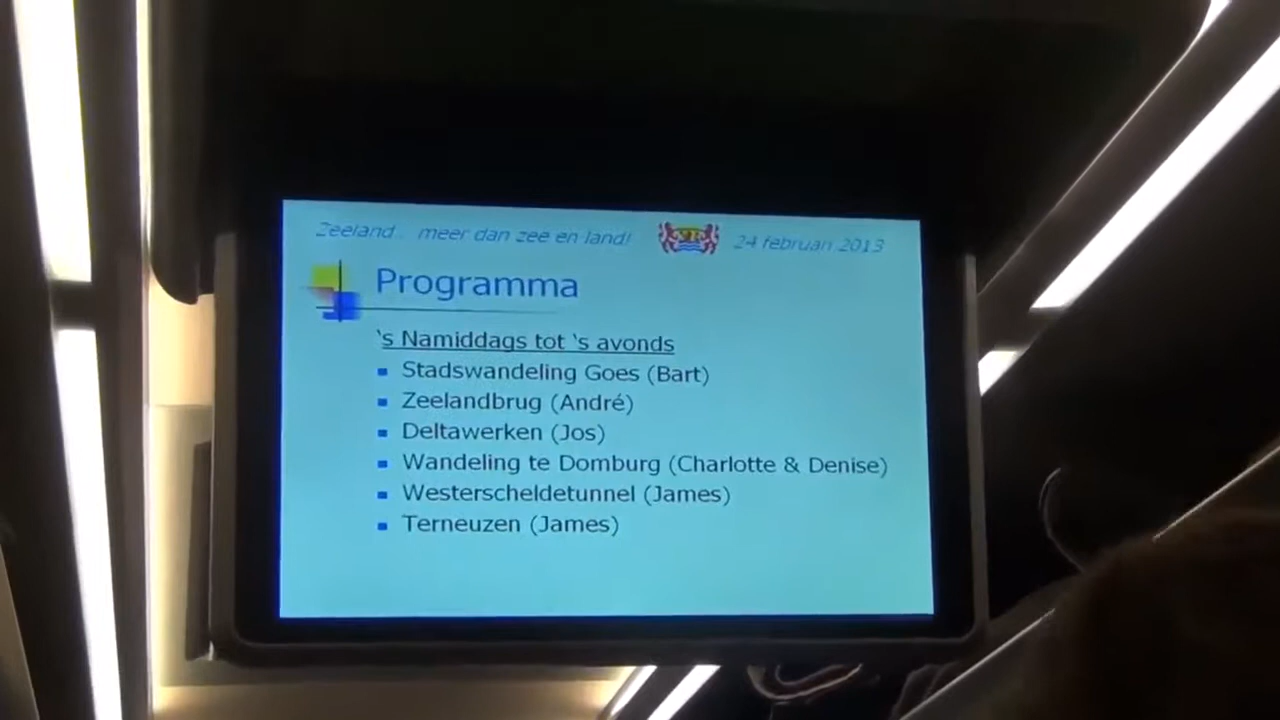 Zeeland... meer dan zee en land!
24 februari 2013
Programma
‘s Namiddags tot ‘s avonds
Stadswandeling Goes (Bart)
Zeelandbrug (André)
Deltawerken (Jos)
Wandeling te Domburg (Charlotte & Denise)
Westerscheldetunnel (James)
Terneuzen (James)